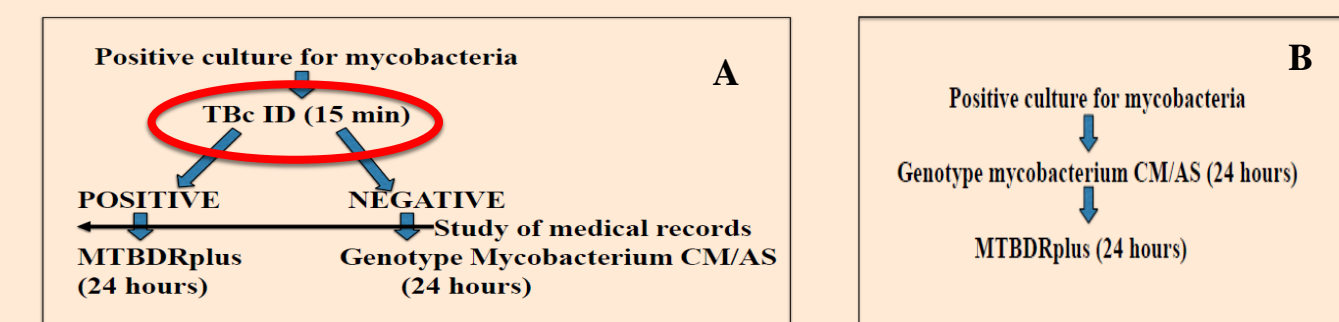 A
Positive culture for mycobacteria
TBc ID (15 min)
POSITIVE NEGATIVE
Study of medical records
MTBDRplus Genotype Mycobacterium CM/AS
(24 hours) (24 hours)
B
Positive culture for mycobacteria
Genotype mycobacterium CM/AS (24 hours)
MTBDRplus (24 hours)